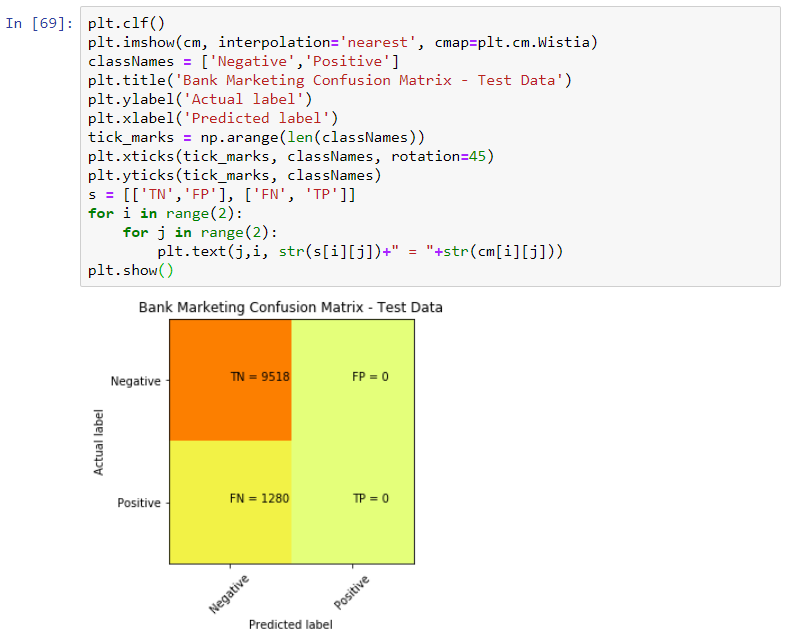 In [69]: plt.clf()
plt.imshow(cm, interpolation='nearest', cmap=plt.cm.Wistia)
classNames = ['Negative','Positive']
plt.title('Bank Marketing Confusion Matrix - Test Data')
plt.ylabel('Actual label')
plt.xlabel('Predicted label')
tick_marks = np.arange(len(classNames))
plt.xticks(tick_marks, classNames, rotation=45)
plt.yticks(tick_marks, classNames)
s = [['TN','FP'], ['FN', 'TP']]
for i in range(2):
    for j in range(2):
        plt.text(j,i, str(s[i][j])+" = "+str(cm[i][j]))
plt.show()
Bank Marketing Confusion Matrix - Test Data
Actual label
Negative
TN = 9518
FP = 0
Positive
FN = 1280
TP = 0
Negative
Positive
Predicted label